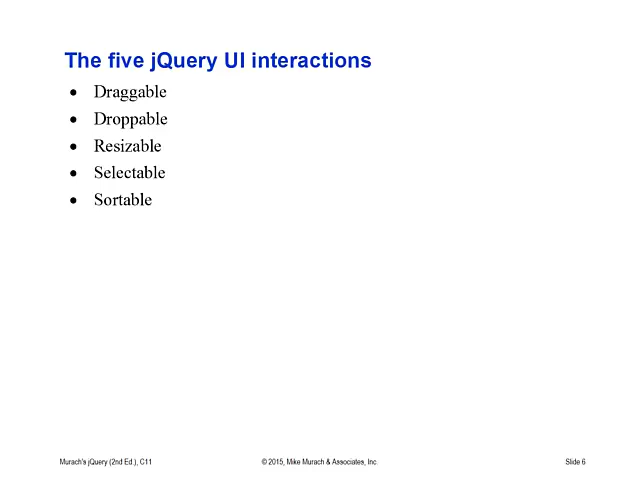 The five jQuery UI interactions
• Draggable
• Droppable
• Resizable
• Selectable
• Sortable
Murach's jQuery (2nd Ed.), C11 © 2015, Mike Murach & Associates, Inc. Slide 6